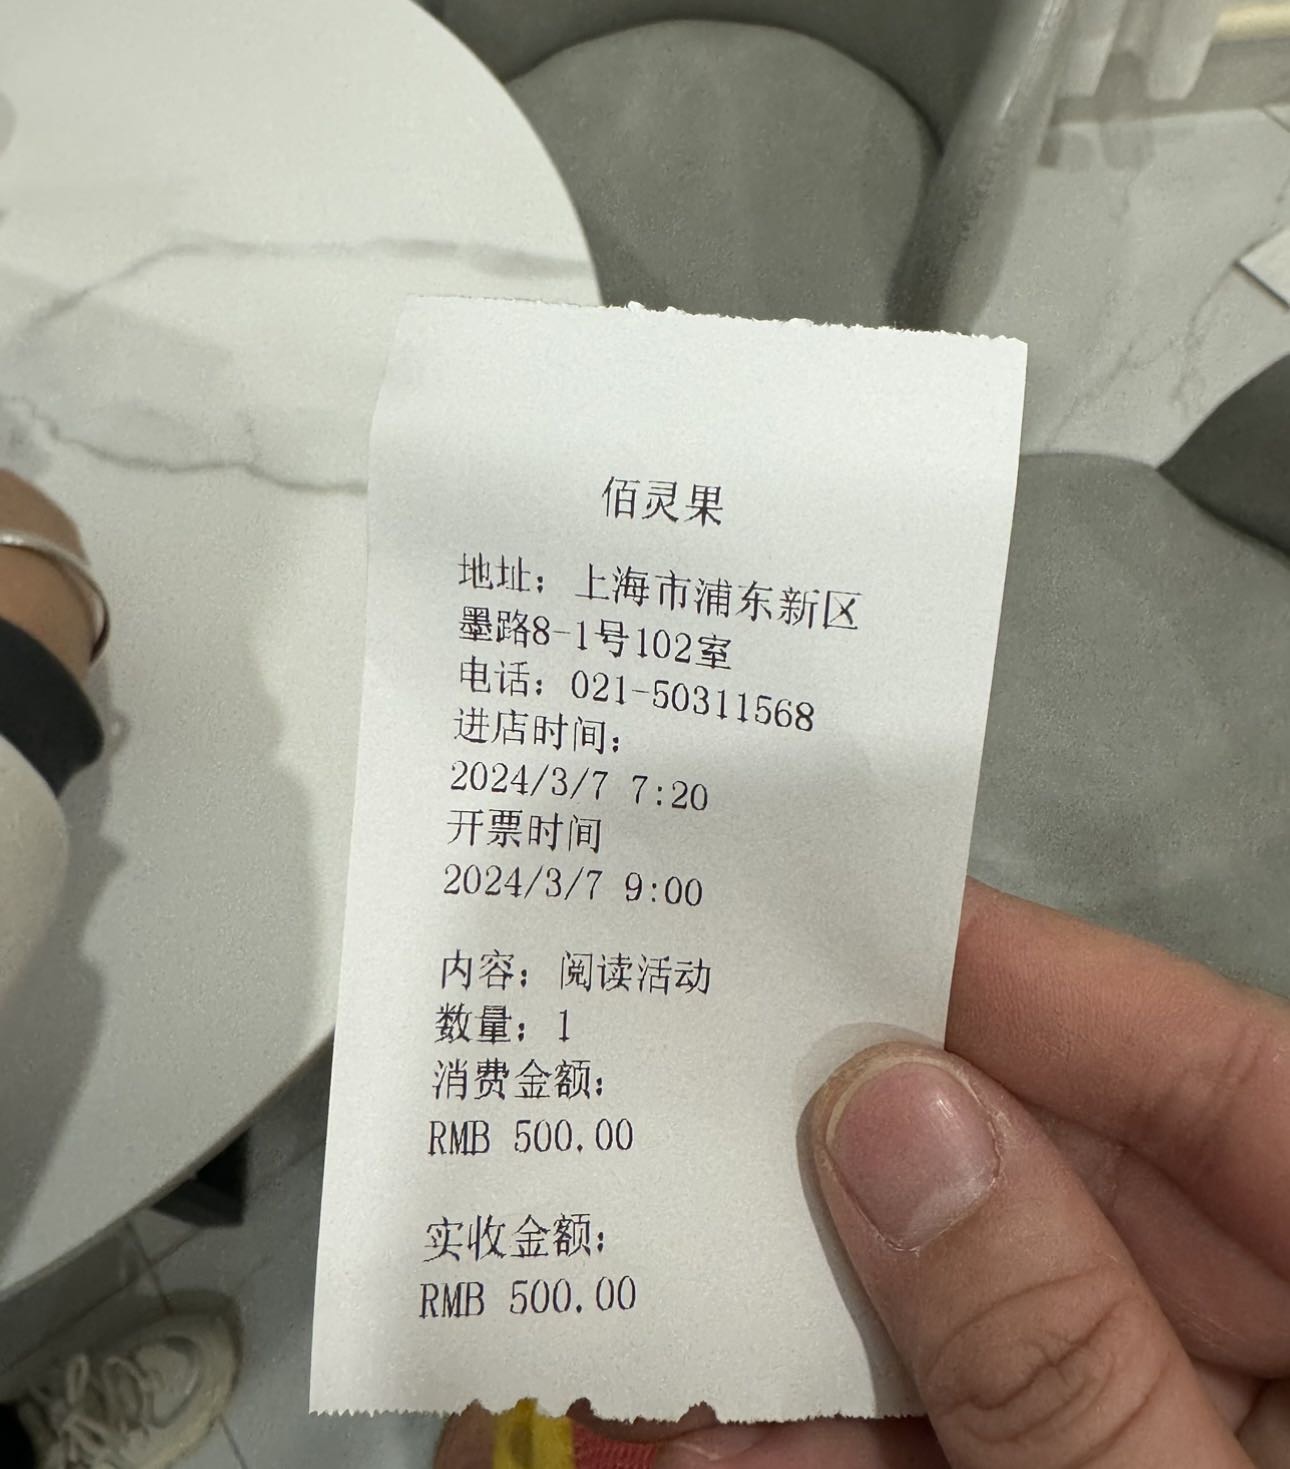 佰灵果
地址：上海市浦东新区
墨路8-1号102室
电话：021-50311568
进店时间：
2024/3/7 7:20
开票时间
2024/3/7 9:00
内容：阅读活动
数量：1
消费金额：
RMB 500.00
实收金额：
RMB 500.00